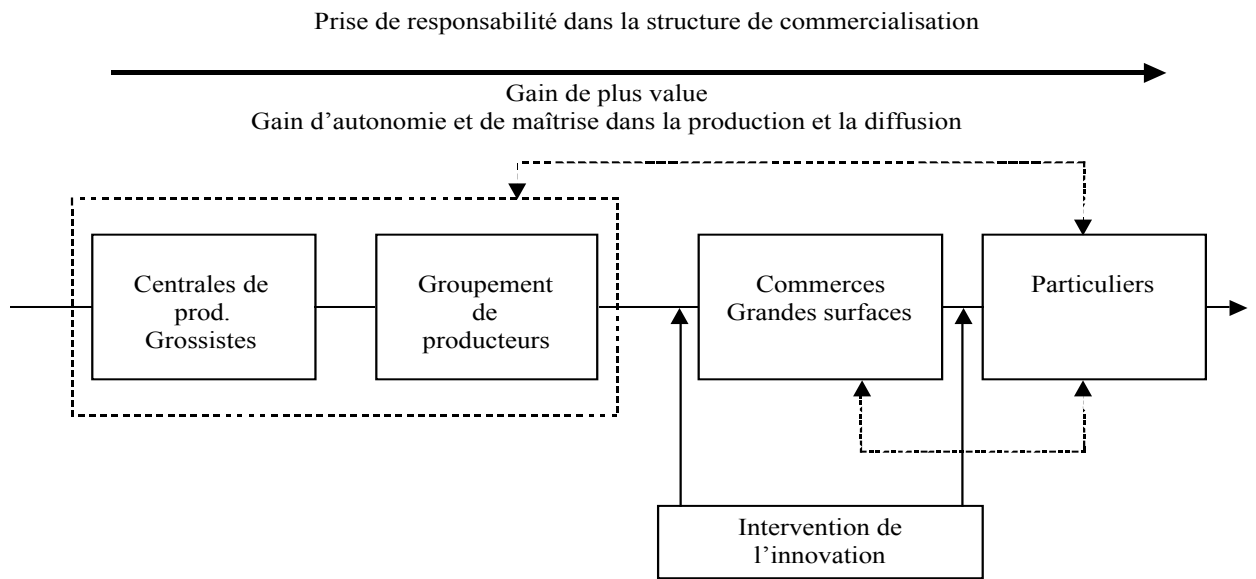 Prise de responsabilité dans la structure de commercialisation
Gain de plus value
Gain d’autonomie et de maîtrise dans la production et la diffusion
Centrales de
prod.
Grossistes
Groupement
de
producteurs
Commerces
Grandes surfaces
Particuliers
Intervention de
l’innovation